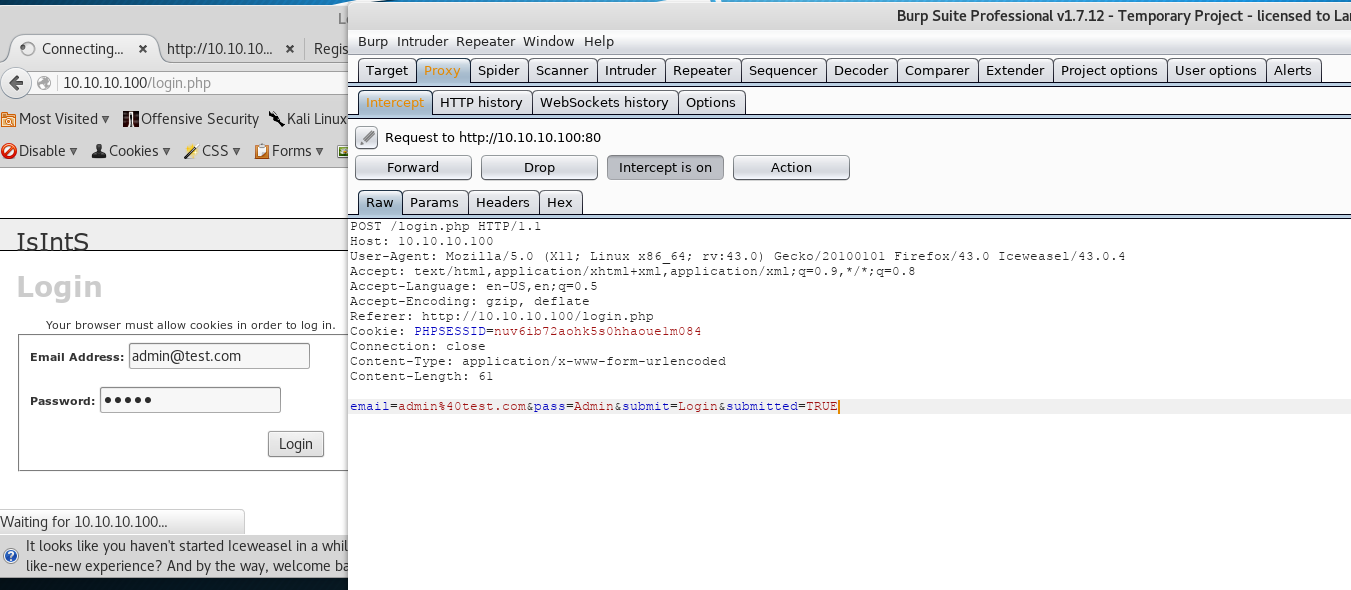 Burp Suite Professional v1.7.12 - Temporary Project - licensed to
Connecting...
http://10.10.10...
Regis
10.10.10.100/login.php
Most Visited
Offensive Security
Kali Linux
Disable
Cookies
CSS
Forms
IsIntS
Login
Your browser must allow cookies in order to log in.
Email Address: admin@test.com
Password: •••••
Login
Waiting for 10.10.10.100...
It looks like you haven't started Iceweasel in a whil
like-new experience? And by the way, welcome ba
Burp Intruder Repeater Window Help
Target Proxy Spider Scanner Intruder Repeater Sequencer Decoder Comparer Extender Project options User options Alerts
Intercept HTTP history WebSockets history Options
Request to http://10.10.10.100:80
Forward Drop Intercept is on Action
Raw Params Headers Hex
POST /login.php HTTP/1.1
Host: 10.10.10.100
User-Agent: Mozilla/5.0 (X11; Linux x86_64; rv:43.0) Gecko/20100101 Firefox/43.0 Iceweasel/43.0.4
Accept: text/html,application/xhtml+xml,application/xml;q=0.9,*/*;q=0.8
Accept-Language: en-US,en;q=0.5
Accept-Encoding: gzip, deflate
Referer: http://10.10.10.100/login.php
Cookie: PHPSESSID=nuv6ib72aohk5s0hhaoue1m084
Connection: close
Content-Type: application/x-www-form-urlencoded
Content-Length: 61
email=admin%40test.com&pass=Admin&submit=Login&submitted=TRUE